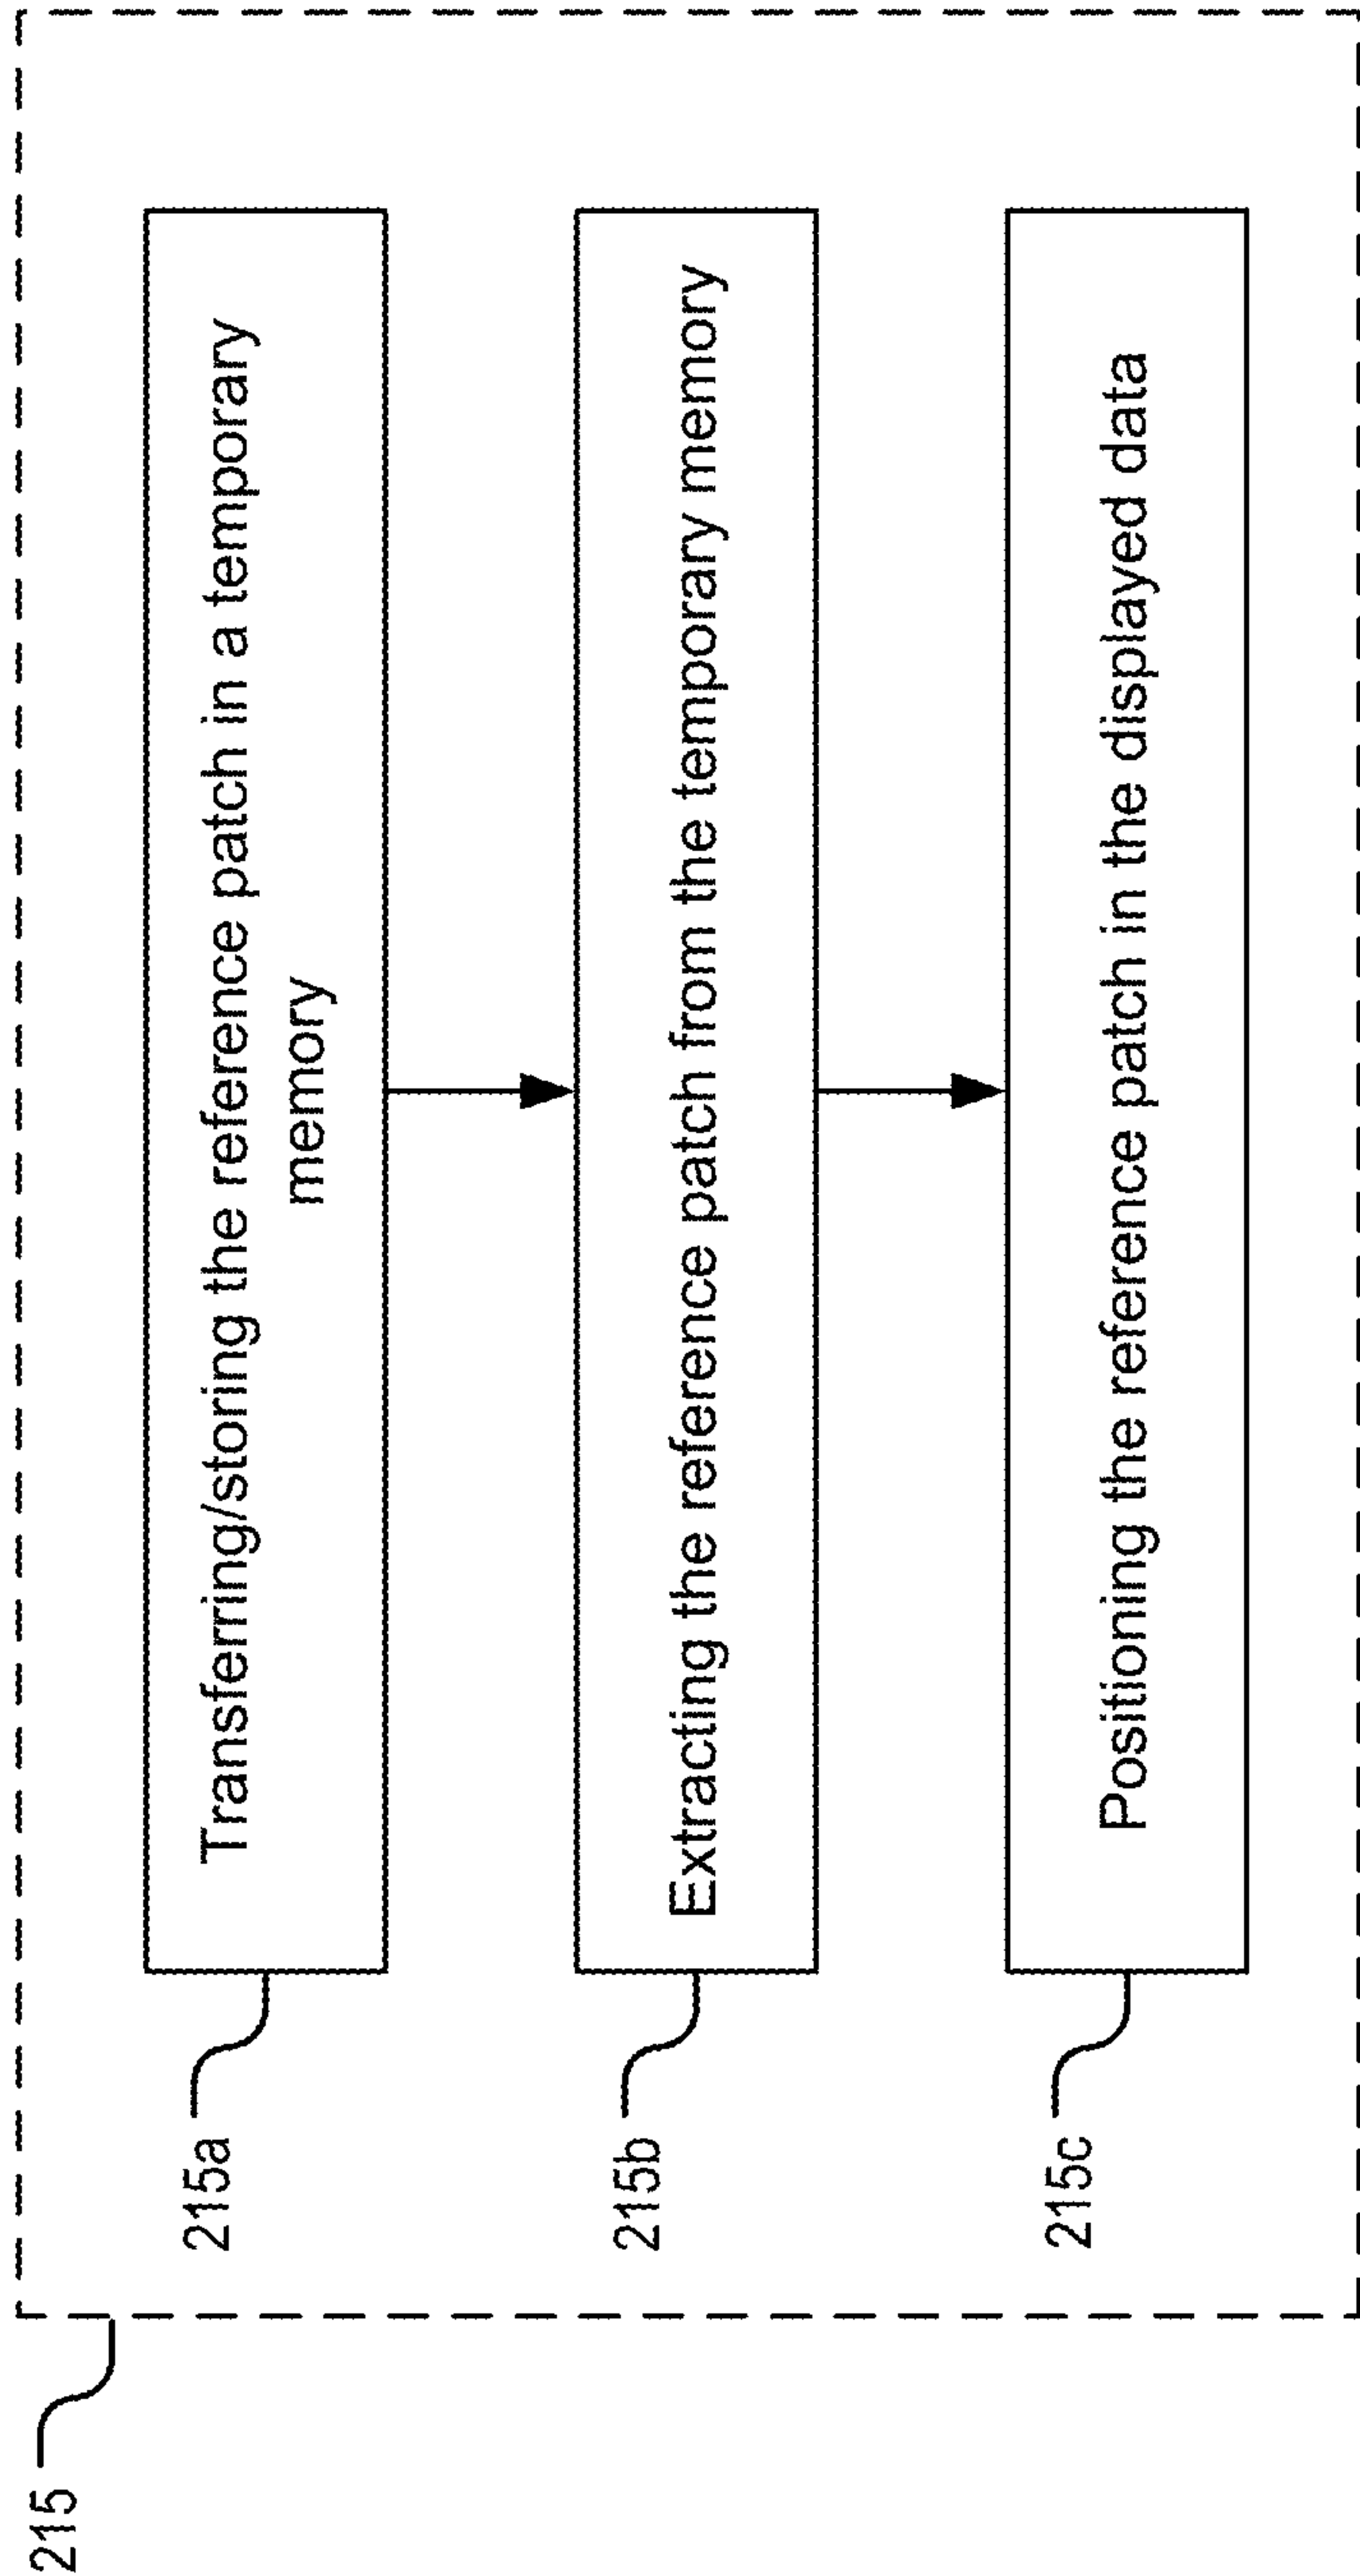 215
215a
Transferring/storing the reference patch in a temporary
memory
215b
Extracting the reference patch from the temporary memory
215c
Positioning the reference patch in the displayed data